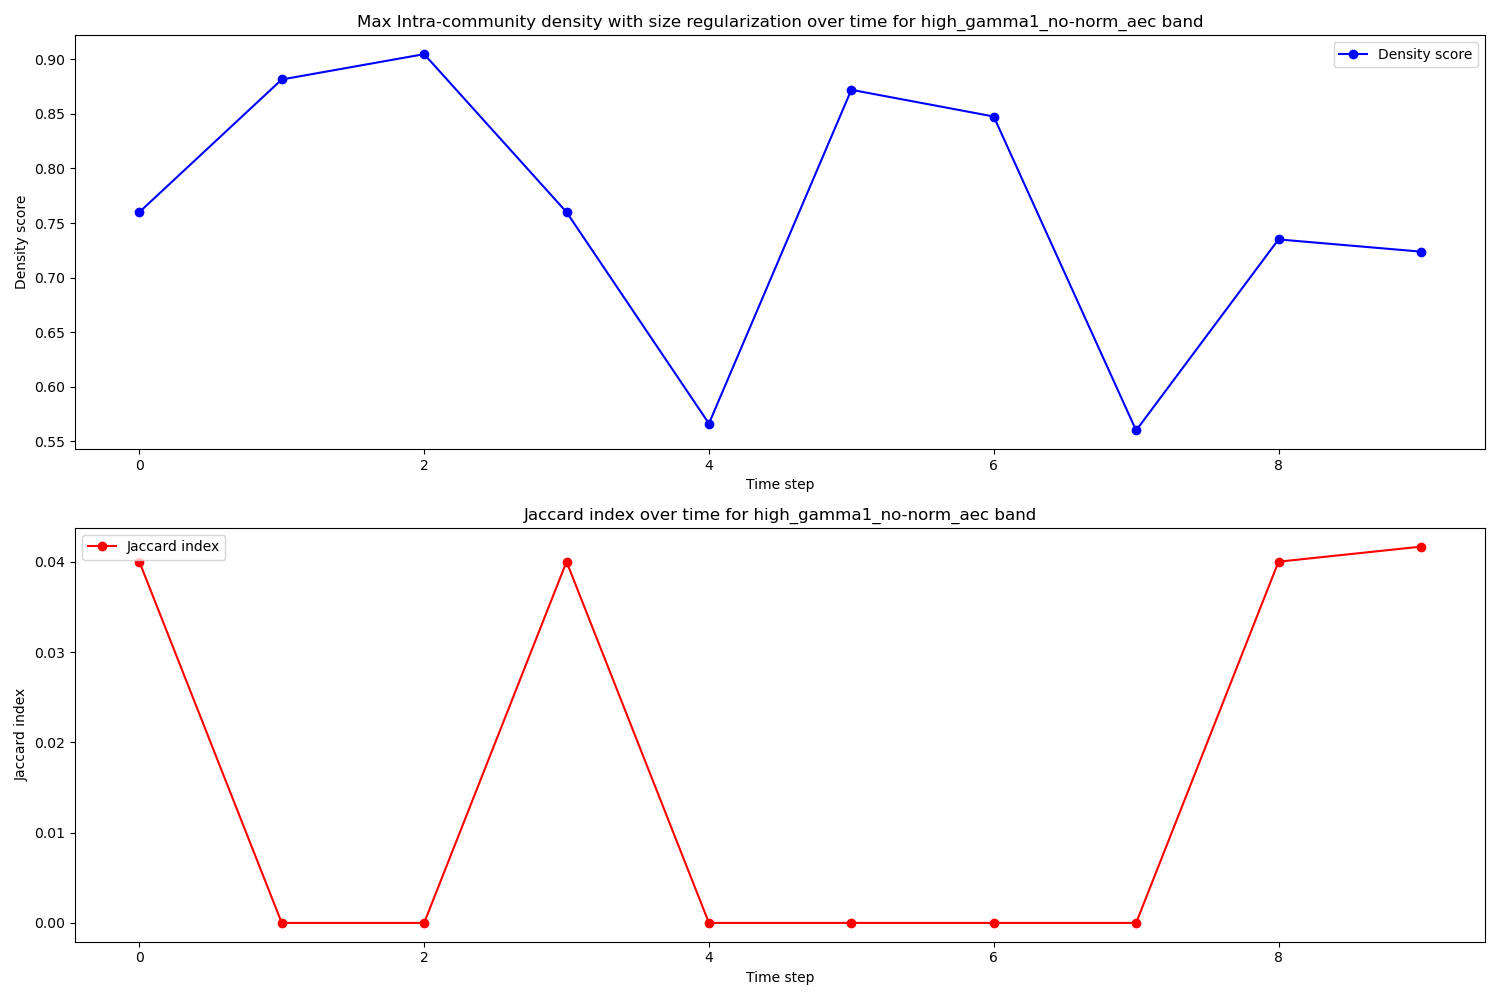 Max Intra-community density with size regularization over time for high_gamma1_no-norm_aec band
Density score
0.90
0.85
0.80
0.75
0.70
0.65
0.60
0.55
Density score
0 2 4 6 8
Time step
Jaccard index over time for high_gamma1_no-norm_aec band
Jaccard index
0.04
0.03
0.02
0.01
0.00
Jaccard index
0 2 4 6 8
Time step